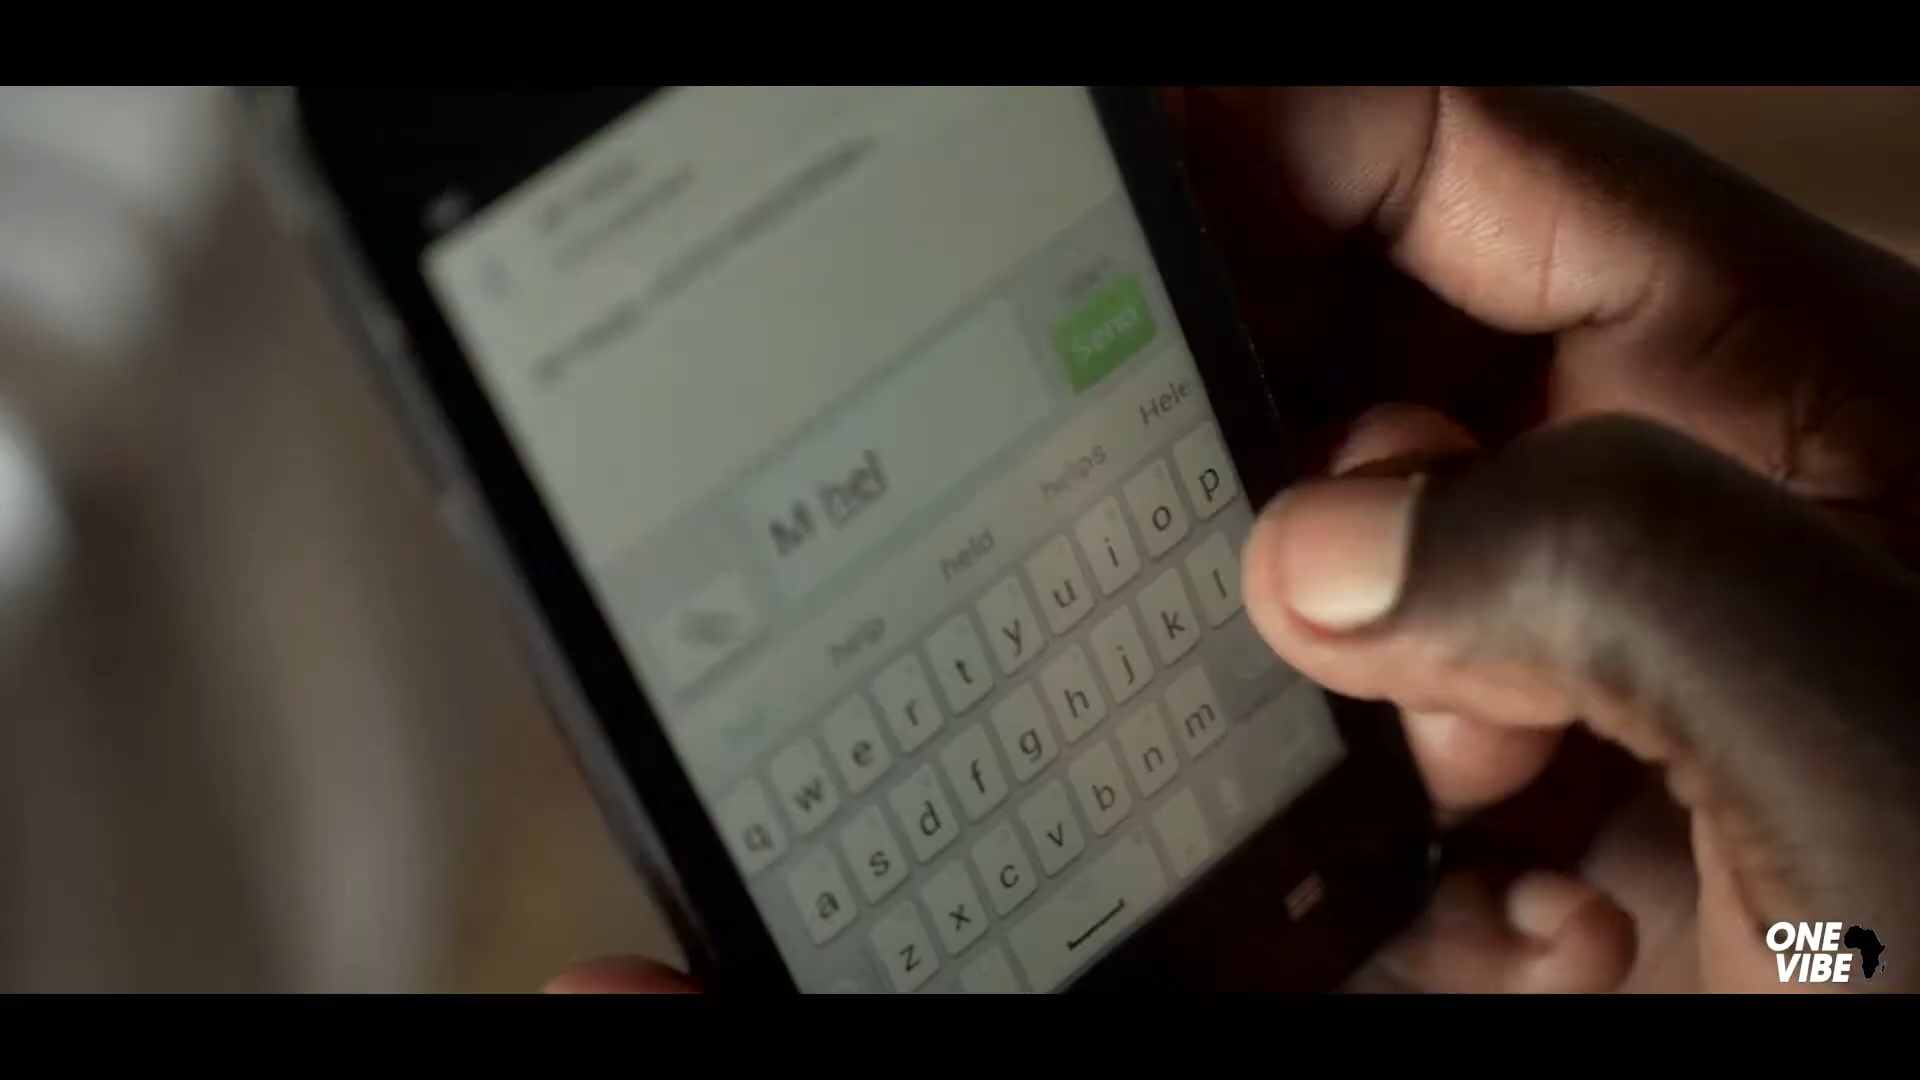 Send
M hel
help
held
helps
Hele
q w e r t y u i o p
a s d f g h j k l
z x c v b n m
ONE
VIBE